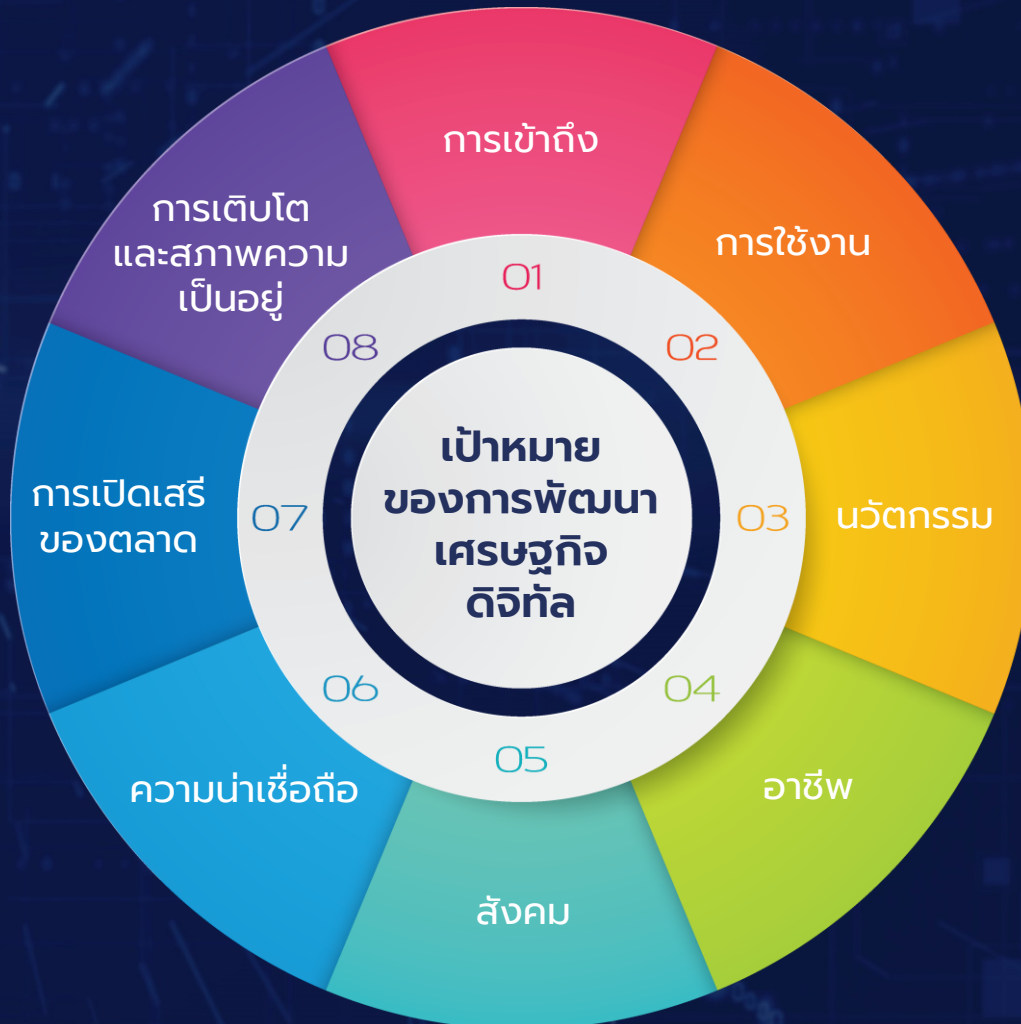 เป้าหมาย
ของการพัฒนา
เศรษฐกิจ
ดิจิทัล
01
การเข้าถึง
02
การใช้งาน
03
นวัตกรรม
04
อาชีพ
05
สังคม
06
ความน่าเชื่อถือ
07
การเปิดเสรี
ของตลาด
08
การเติบโต
และสภาพความ
เป็นอยู่